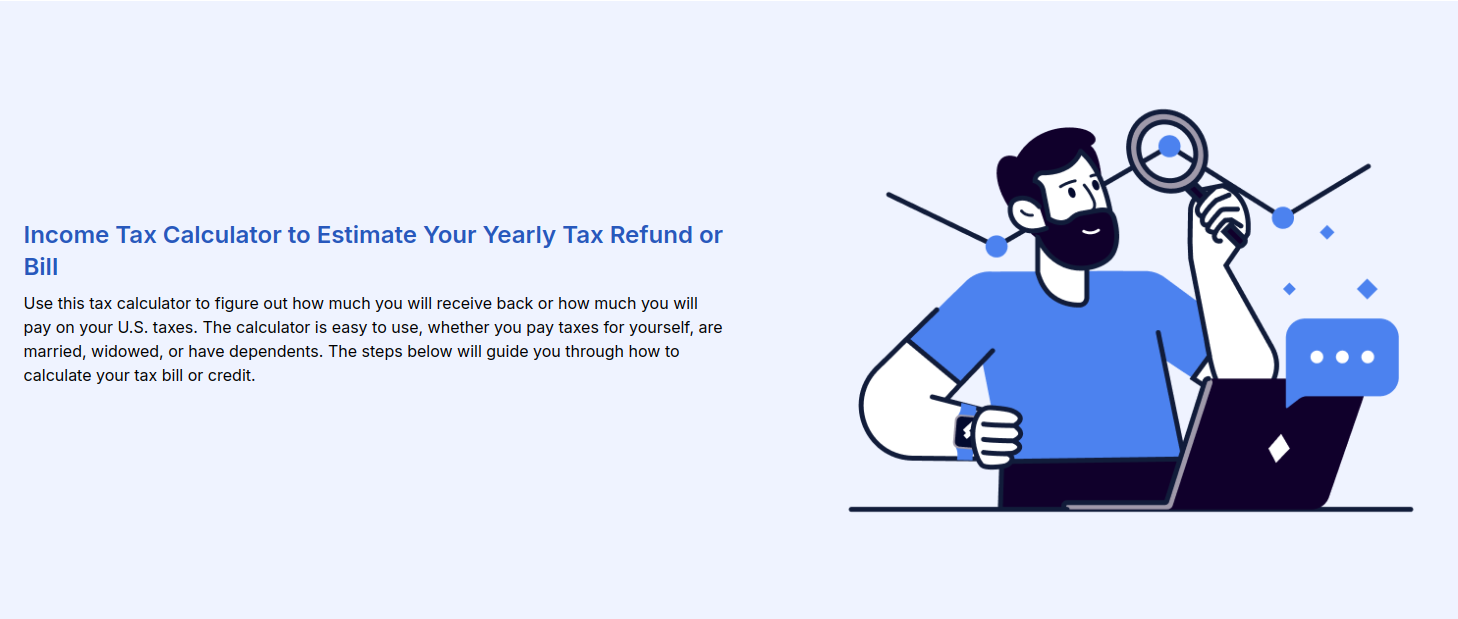 Income Tax Calculator to Estimate Your Yearly Tax Refund or
Bill
Use this tax calculator to figure out how much you will receive back or how much you will
pay on your U.S. taxes. The calculator is easy to use, whether you pay taxes for yourself, are
married, widowed, or have dependents. The steps below will guide you through how to
calculate your tax bill or credit.